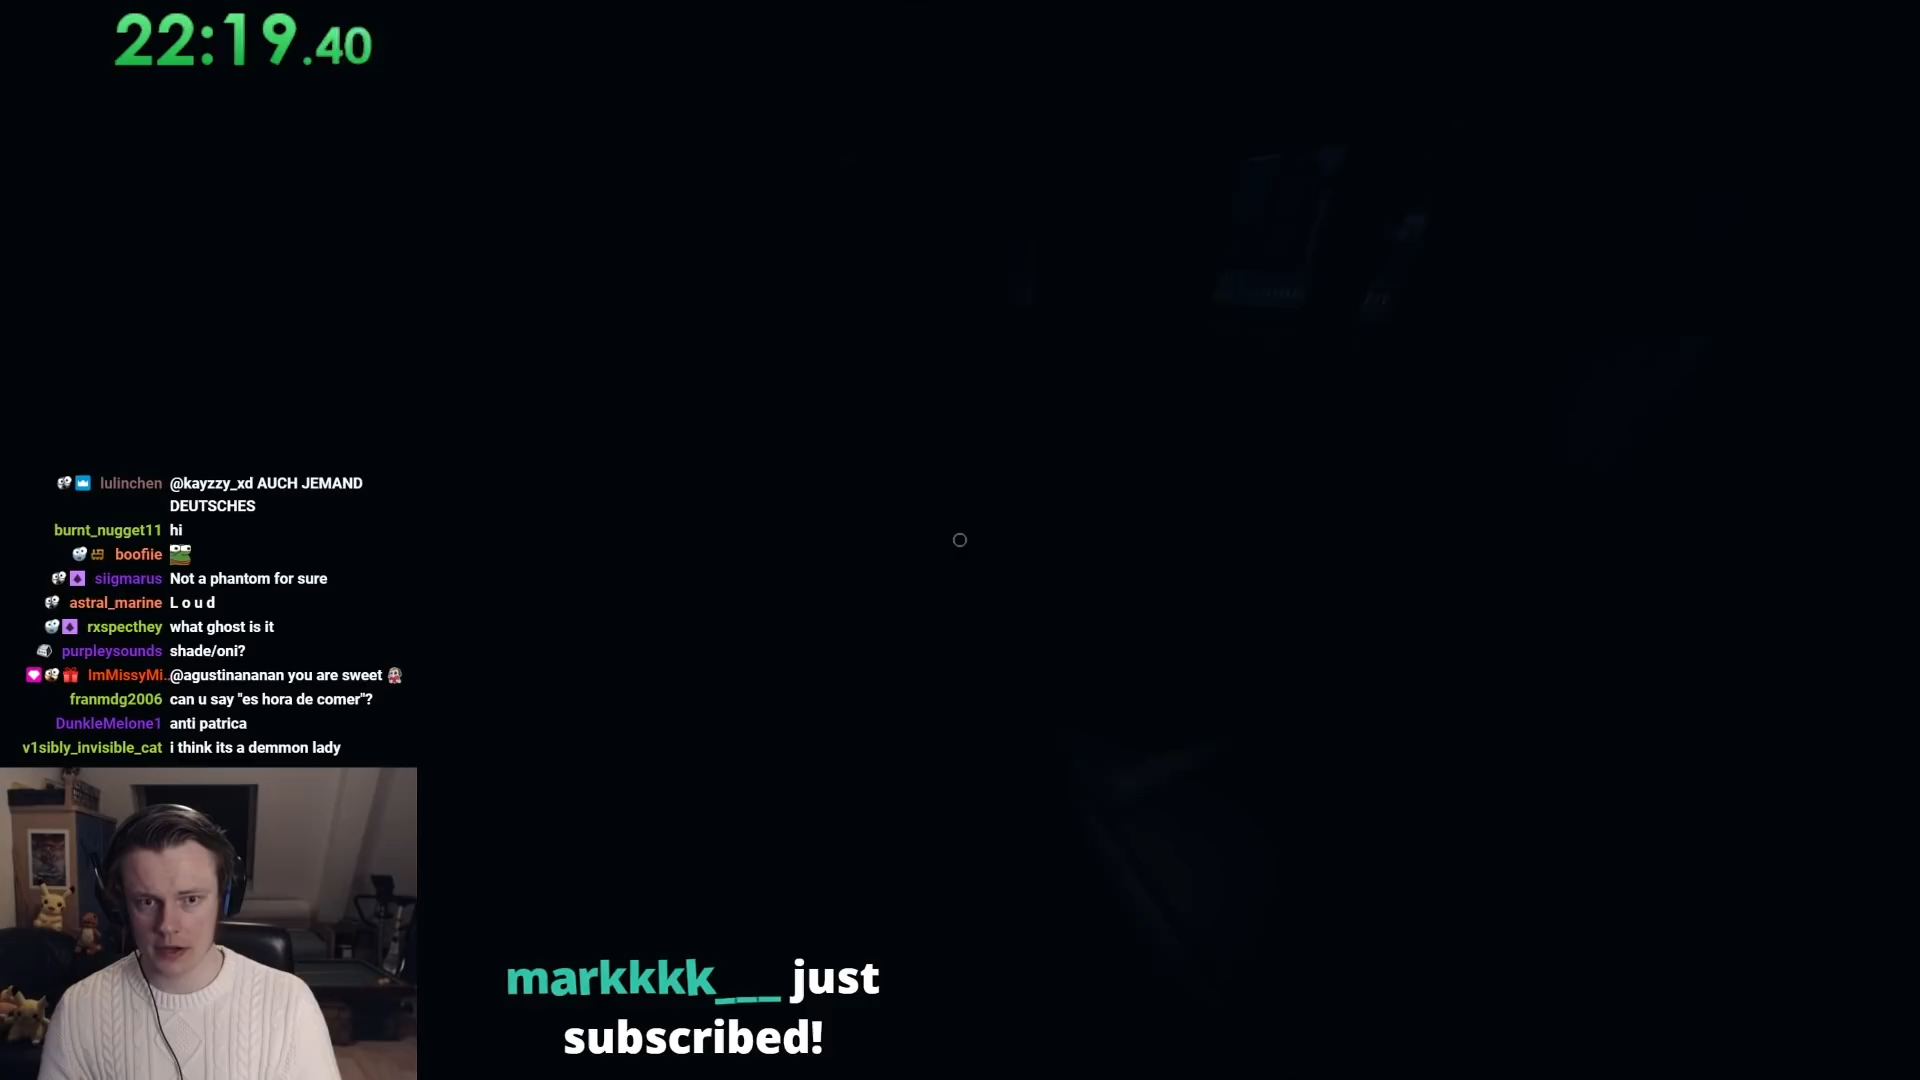 22:19.40
lulinchen @kayzzy_xd AUCH JEMAND
DEUTSCHES
burnt_nugget11 hi
boofiie
siigmarus Not a phantom for sure
astral_marine L o u d
rxspecthey what ghost is it
purpleysounds shade/oni?
ImMissyMi.. @agustinananan you are sweet
franmdg2006 can u say "es hora de comer"?
DunkleMelone1 anti patrica
v1sibly_invisible_cat i think its a demmon lady
markkkk___ just
subscribed!